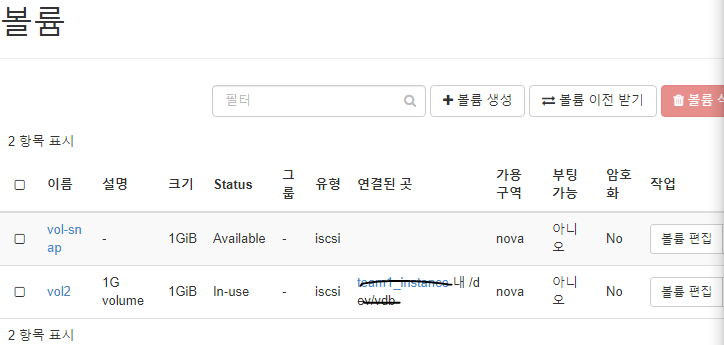 볼륨
필터 볼륨 생성 볼륨 이전 받기 볼륨
2 항목 표시
이름 설명 크기 Status 그룹 유형 연결된 곳 가용 구역 부팅 가능 암호화 작업
vol-snap - 1GiB Available - iscsi nova 아니오 No 볼륨 편집
vol2 1G volume 1GiB In-use - iscsi team1_instance 내 /dev/vdb nova 아니오 No 볼륨 편집
2 항목 표시